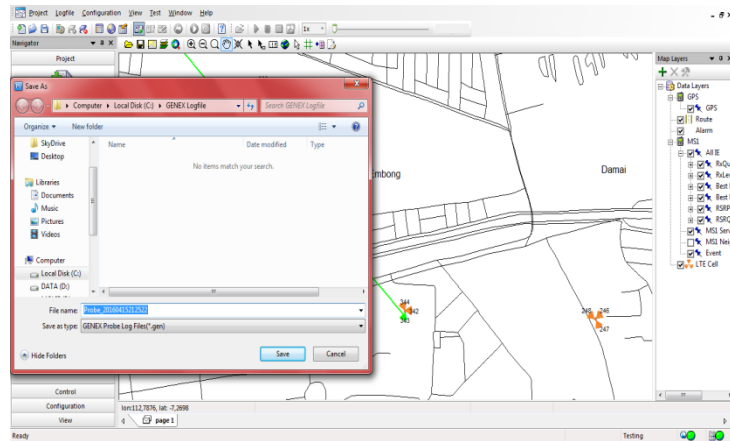 Project Logfile Configuration View Test Window Help
1x
Navigator
Project
Save As
Computer Local Disk (C:) GENEX Logfile
Search GENEX Logfile
Organize New folder
SkyDrive
Desktop
Libraries
Documents
Music
Pictures
Videos
Computer
Local Disk (C:)
DATA (D:)
Name Date modified Type
No items match your search.
File name: Probe_20160415212522
Save as type: GENEX Probe Log Files(*.gen)
Hide Folders
Save Cancel
Control
Configuration
View
Embong
Damai
344
342
343
246
247
lon:112,7876, lat: -7,2698
page 1
Map Layers
Data Layers
GPS
GPS
Route
Alarm
MS1
All IE
RxQu
RxLe
Best
Best
RSRP
RSRQ
MS1 Serv
MS1 Nei
Event
LTE Cell
Ready
Testing